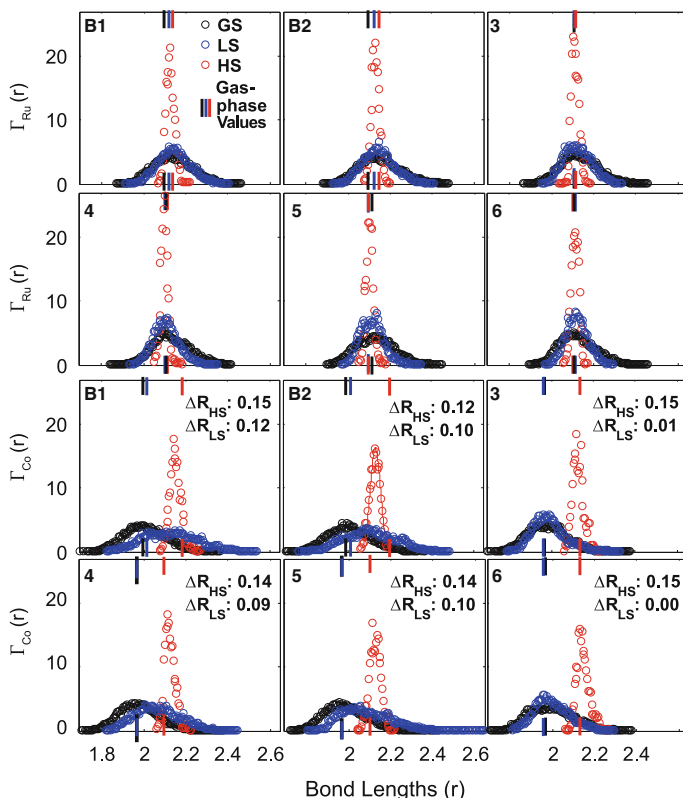 B1
GS
LS
HS
Gas-
phase
Values
B2
3
Γ_Ru (r)
20
10
0
4
5
6
Γ_Ru (r)
20
10
0
B1
ΔR_HS: 0.15
ΔR_LS: 0.12
B2
ΔR_HS: 0.12
ΔR_LS: 0.10
3
ΔR_HS: 0.15
ΔR_LS: 0.01
Γ_Co (r)
20
10
0
4
ΔR_HS: 0.14
ΔR_LS: 0.09
5
ΔR_HS: 0.14
ΔR_LS: 0.10
6
ΔR_HS: 0.15
ΔR_LS: 0.00
Γ_Co (r)
20
10
0
1.8 2 2.2 2.4 2 2.2 2.4 2.6 2 2.2 2.4
Bond Lengths (r)